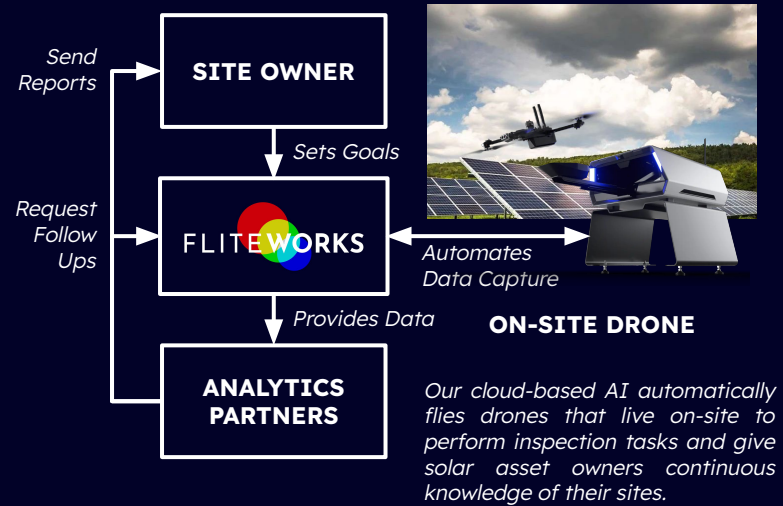 Send
Reports
SITE OWNER
Sets Goals
Request
Follow
Ups
FLITEWORKS
Automates
Data Capture
Provides Data
ON-SITE DRONE
ANALYTICS
PARTNERS
Our cloud-based AI automatically
flies drones that live on-site to
perform inspection tasks and give
solar asset owners continuous
knowledge of their sites.